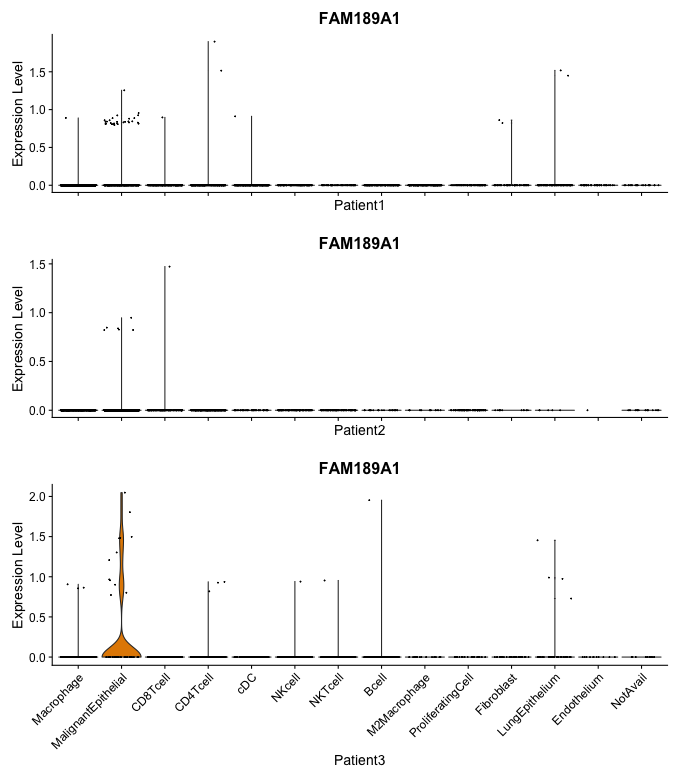 FAM189A1
Expression Level
1.5
1.0
0.5
0.0
Patient1
FAM189A1
Expression Level
1.5
1.0
0.5
0.0
Patient2
FAM189A1
Expression Level
2.0
1.5
1.0
0.5
0.0
Macrophage
MalignantEpithelial
CD8Tcell
CD4Tcell
cDC
NKcell
NKTcell
Bcell
M2Macrophage
ProliferatingCell
Fibroblast
LungEpithelium
Endothelium
NotAvail
Patient3